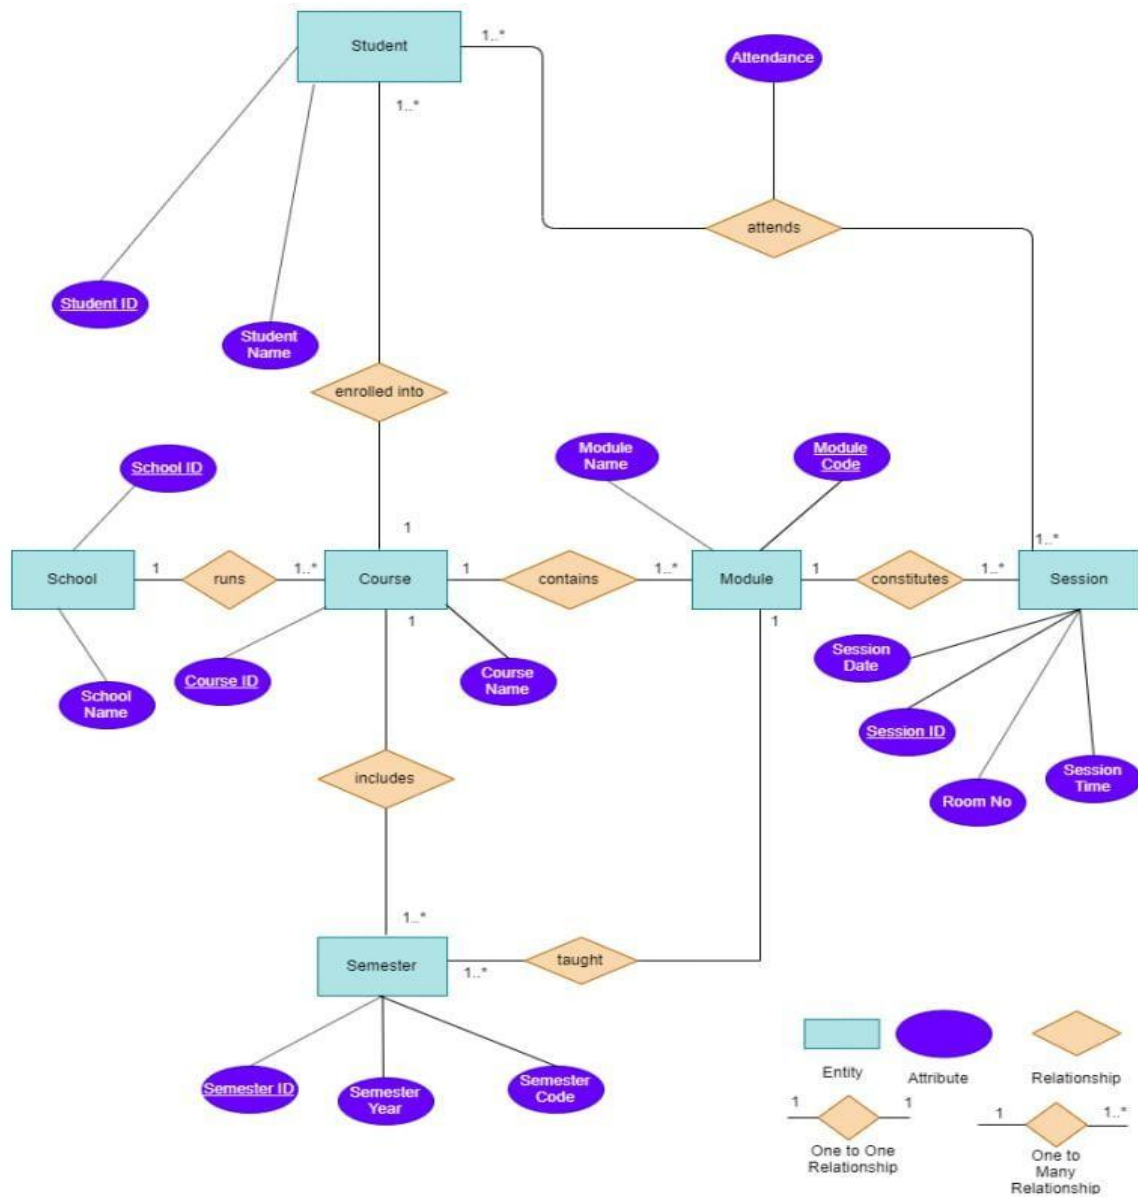 Student
1..*
Attendance
1..*
attends
Student ID
Student
Name
enrolled into
School ID
Module
Name
Module
Code
1
1..*
School
1
runs
1..*
Course
1
contains
1..*
Module
1
constitutes
1..*
Session
1
1
Course ID
Course
Name
School
Name
Session
Date
Session ID
Room No
Session
Time
includes
1..*
Semester
1..*
taught
Semester ID
Semester
Year
Semester
Code
Entity
Attribute
Relationship
1
1
One to One
Relationship
1
1..*
One to
Many
Relationship